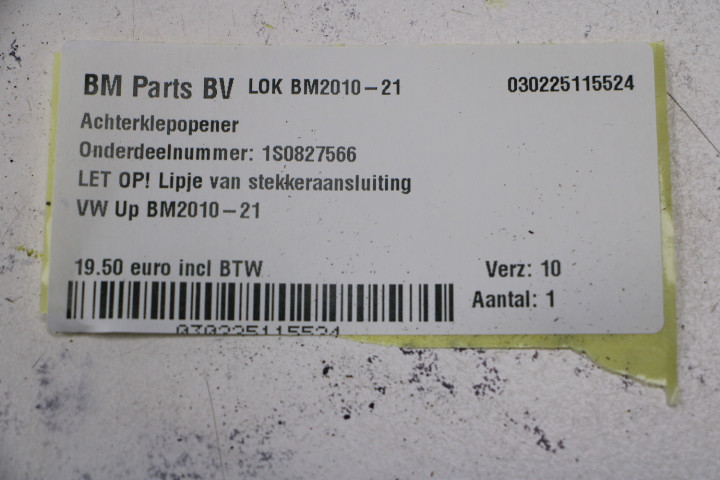 BM Parts BV LOK BM2010-21 030225115524
Achterklepopener
Onderdeelnummer: 1S0827566
LET OP! Lipje van stekkeraansluiting
VW Up BM2010-21
19.50 euro incl BTW Verz: 10
Aantal: 1
030225115524